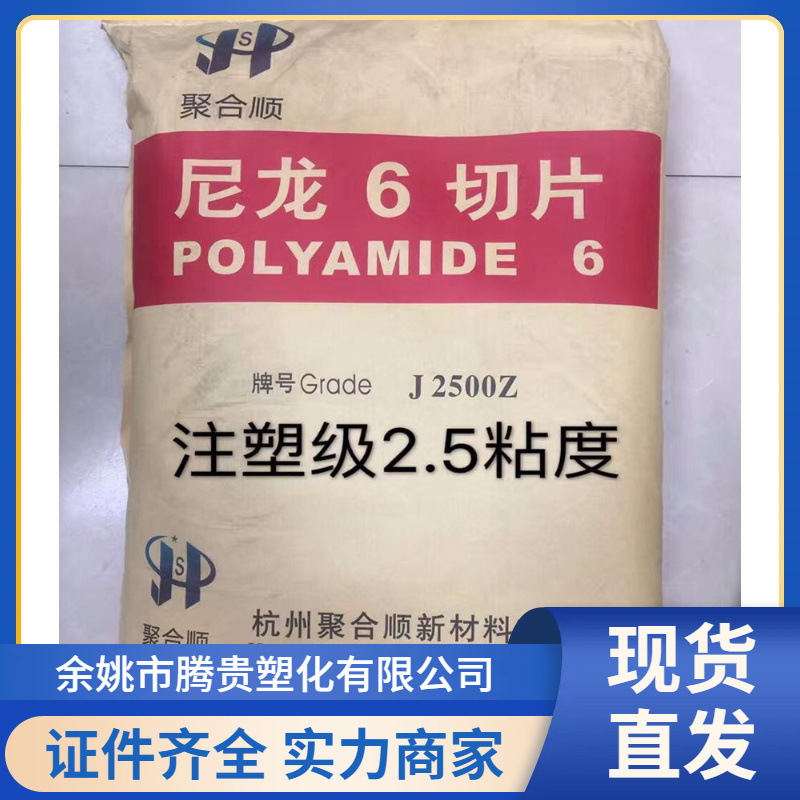 JSH
聚合顺
尼龙 6 切片
POLYAMIDE 6
牌号Grade J 2500Z
注塑级2.5粘度
JSH
聚合顺
杭州聚合顺新材料
余姚市腾贵塑化有限公司
现货
直发
证件齐全 实力商家